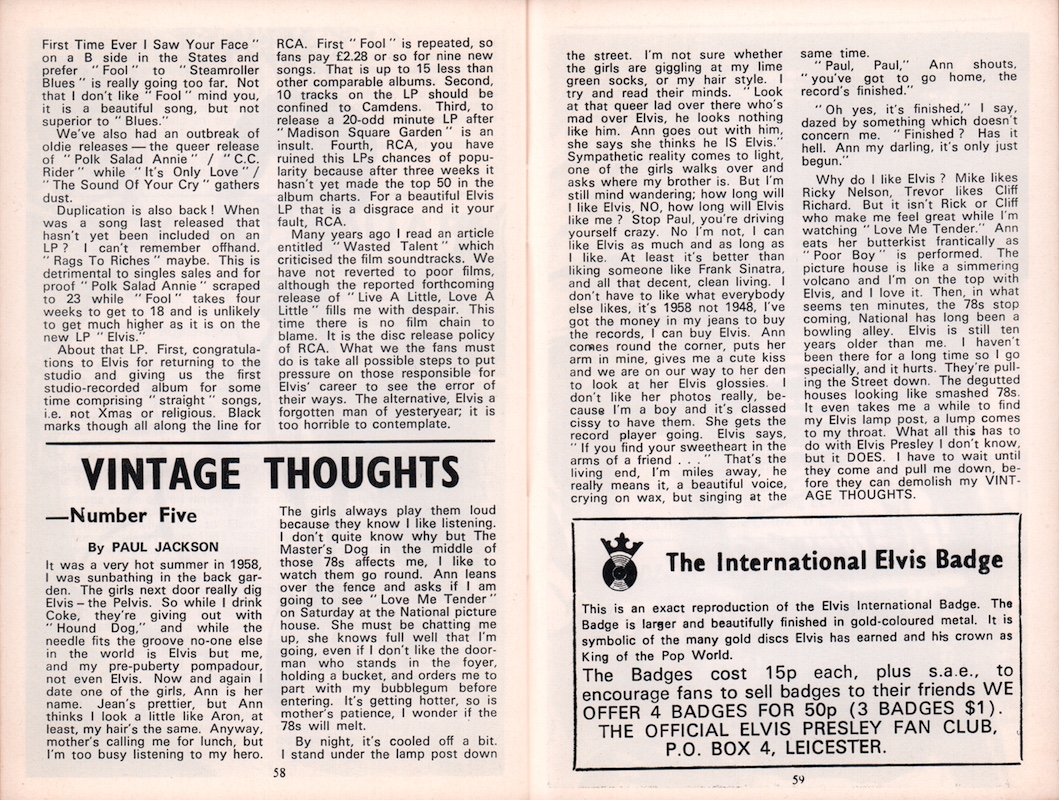 First Time Ever I Saw Your Face"
on a B side in the States and
prefer "Fool" to "Steamroller
Blues" is really going too far. Not
that I don't like "Fool" mind you,
it is a beautiful song, but not
superior to "Blues."
We've also had an outbreak of
oldie releases — the queer release
of "Polk Salad Annie" / "C.C.
Rider" while "It's Only Love" /
"The Sound Of Your Cry" gathers
dust.
Duplication is also back! When
was a song last released that
hasn't yet been included on an
LP? I can't remember offhand.
"Rags To Riches" maybe. This is
detrimental to singles sales and for
proof "Polk Salad Annie" scraped
to 23 while "Fool" takes four
weeks to get to 18 and is unlikely
to get much higher as it is on the
new LP "Elvis."
About that LP. First, congratula-
tions to Elvis for returning to the
studio and giving us the first
studio-recorded album for some
time comprising "straight" songs,
i.e. not Xmas or religious. Black
marks though all along the line for
RCA. First "Fool" is repeated, so
fans pay £2.28 or so for nine new
songs. That is up to 15 less than
other comparable albums. Second,
10 tracks on the LP should be
confined to Camdens. Third, to
release a 20-odd minute LP after
"Madison Square Garden" is an
insult. Fourth, RCA, you have
ruined this LPs chances of popu-
larity because after three weeks it
hasn't yet made the top 50 in the
album charts. For a beautiful Elvis
LP that is a disgrace and it your
fault, RCA.
Many years ago I read an article
entitled "Wasted Talent" which
criticised the film soundtracks. We
have not reverted to poor films,
although the reported forthcoming
release of "Live A Little, Love A
Little" fills me with despair. This
time there is no film chain to
blame. It is the disc release policy
of RCA. What we the fans must
do is take all possible steps to put
pressure on those responsible for
Elvis' career to see the error of
their ways. The alternative, Elvis a
forgotten man of yesteryear; it is
too horrible to contemplate.
VINTAGE THOUGHTS
—Number Five
By PAUL JACKSON
It was a very hot summer in 1958,
I was sunbathing in the back gar-
den. The girls next door really dig
Elvis – the Pelvis. So while I drink
Coke, they're giving out with
"Hound Dog," and while the
needle fits the groove no-one else
in the world is Elvis but me,
and my pre-puberty pompadour,
not even Elvis. Now and again I
date one of the girls, Ann is her
name. Jean's prettier, but Ann
thinks I look a little like Aron, at
least, my hair's the same. Anyway,
mother's calling me for lunch, but
I'm too busy listening to my hero.
The girls always play them loud
because they know I like listening.
I don't quite know why but The
Master's Dog in the middle of
those 78s affects me, I like to
watch them go round. Ann leans
over the fence and asks if I am
going to see "Love Me Tender"
on Saturday at the National picture
house. She must be chatting me
up, she knows full well that I'm
going, even if I don't like the door-
man who stands in the foyer,
holding a bucket, and orders me to
part with my bubblegum before
entering. It's getting hotter, so is
mother's patience, I wonder if the
78s will melt.
By night, it's cooled off a bit.
I stand under the lamp post down
58
the street. I'm not sure whether
the girls are giggling at my lime
green socks, or my hair style. I
try and read their minds. "Look
at that queer lad over there who's
mad over Elvis, he looks nothing
like him. Ann goes out with him,
she says she thinks he IS Elvis."
Sympathetic reality comes to light,
one of the girls walks over and
asks where my brother is. But I'm
still mind wandering; how long will
I like Elvis, NO, how long will Elvis
like me? Stop Paul, you're driving
yourself crazy. No I'm not, I can
like Elvis as much and as long as
I like. At least it's better than
liking someone like Frank Sinatra,
and all that decent, clean living. I
don't have to like what everybody
else likes, it's 1958 not 1948, I've
got the money in my jeans to buy
the records, I can buy Elvis. Ann
comes round the corner, puts her
arm in mine, gives me a cute kiss
and we are on our way to her den
to look at her Elvis glossies. I
don't like her photos really, be-
cause I'm a boy and it's classed
cissy to have them. She gets the
record player going. Elvis says,
"If you find your sweetheart in the
arms of a friend . . ." That's the
living end, I'm miles away, he
really means it, a beautiful voice,
crying on wax, but singing at the
same time.
"Paul, Paul," Ann shouts,
"you've got to go home, the
record's finished."
"Oh yes, it's finished," I say,
dazed by something which doesn't
concern me. "Finished? Has it
hell. Ann my darling, it's only just
begun."
Why do I like Elvis? Mike likes
Ricky Nelson, Trevor likes Cliff
Richard. But it isn't Rick or Cliff
who make me feel great while I'm
watching "Love Me Tender." Ann
eats her butterkist frantically as
"Poor Boy" is performed. The
picture house is like a simmering
volcano and I'm on the top with
Elvis, and I love it. Then, in what
seems ten minutes, the 78s stop
coming, National has long been a
bowling alley. Elvis is still ten
years older than me. I haven't
been there for a long time so I go
specially, and it hurts. They're pull-
ing the Street down. The degutted
houses looking like smashed 78s.
It even takes me a while to find
my Elvis lamp post, a lump comes
to my throat. What all this has to
do with Elvis Presley I don't know,
but it DOES. I have to wait until
they come and pull me down, be-
fore they can demolish my VINT-
AGE THOUGHTS.
The International Elvis Badge
This is an exact reproduction of the Elvis International Badge. The
Badge is larger and beautifully finished in gold-coloured metal. It is
symbolic of the many gold discs Elvis has earned and his crown as
King of the Pop World.
The Badges cost 15p each, plus s.a.e., to
encourage fans to sell badges to their friends WE
OFFER 4 BADGES FOR 50p (3 BADGES $1).
THE OFFICIAL ELVIS PRESLEY FAN CLUB,
P.O. BOX 4, LEICESTER.
59